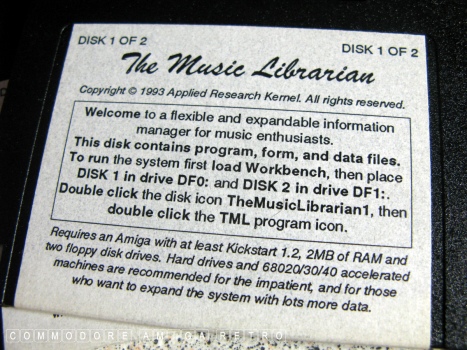 DISK 1 OF 2 DISK 1 OF 2
The Music Librarian
Copyright © 1993 Applied Research Kernel. All rights reserved.
Welcome to a flexible and expandable information
manager for music enthusiasts.
This disk contains program, form, and data files.
To run the system first load Workbench, then place
DISK 1 in drive DF0: and DISK 2 in drive DF1:.
Double click the disk icon TheMusicLibrarian1, then
double click the TML program icon.
Requires an Amiga with at least Kickstart 1.2, 2MB of RAM and
two floppy disk drives. Hard drives and 68020/30/40 accelerated
machines are recommended for the impatient, and for those
who want to expand the system with lots more data.
COMMODORE AMIGA RETRO